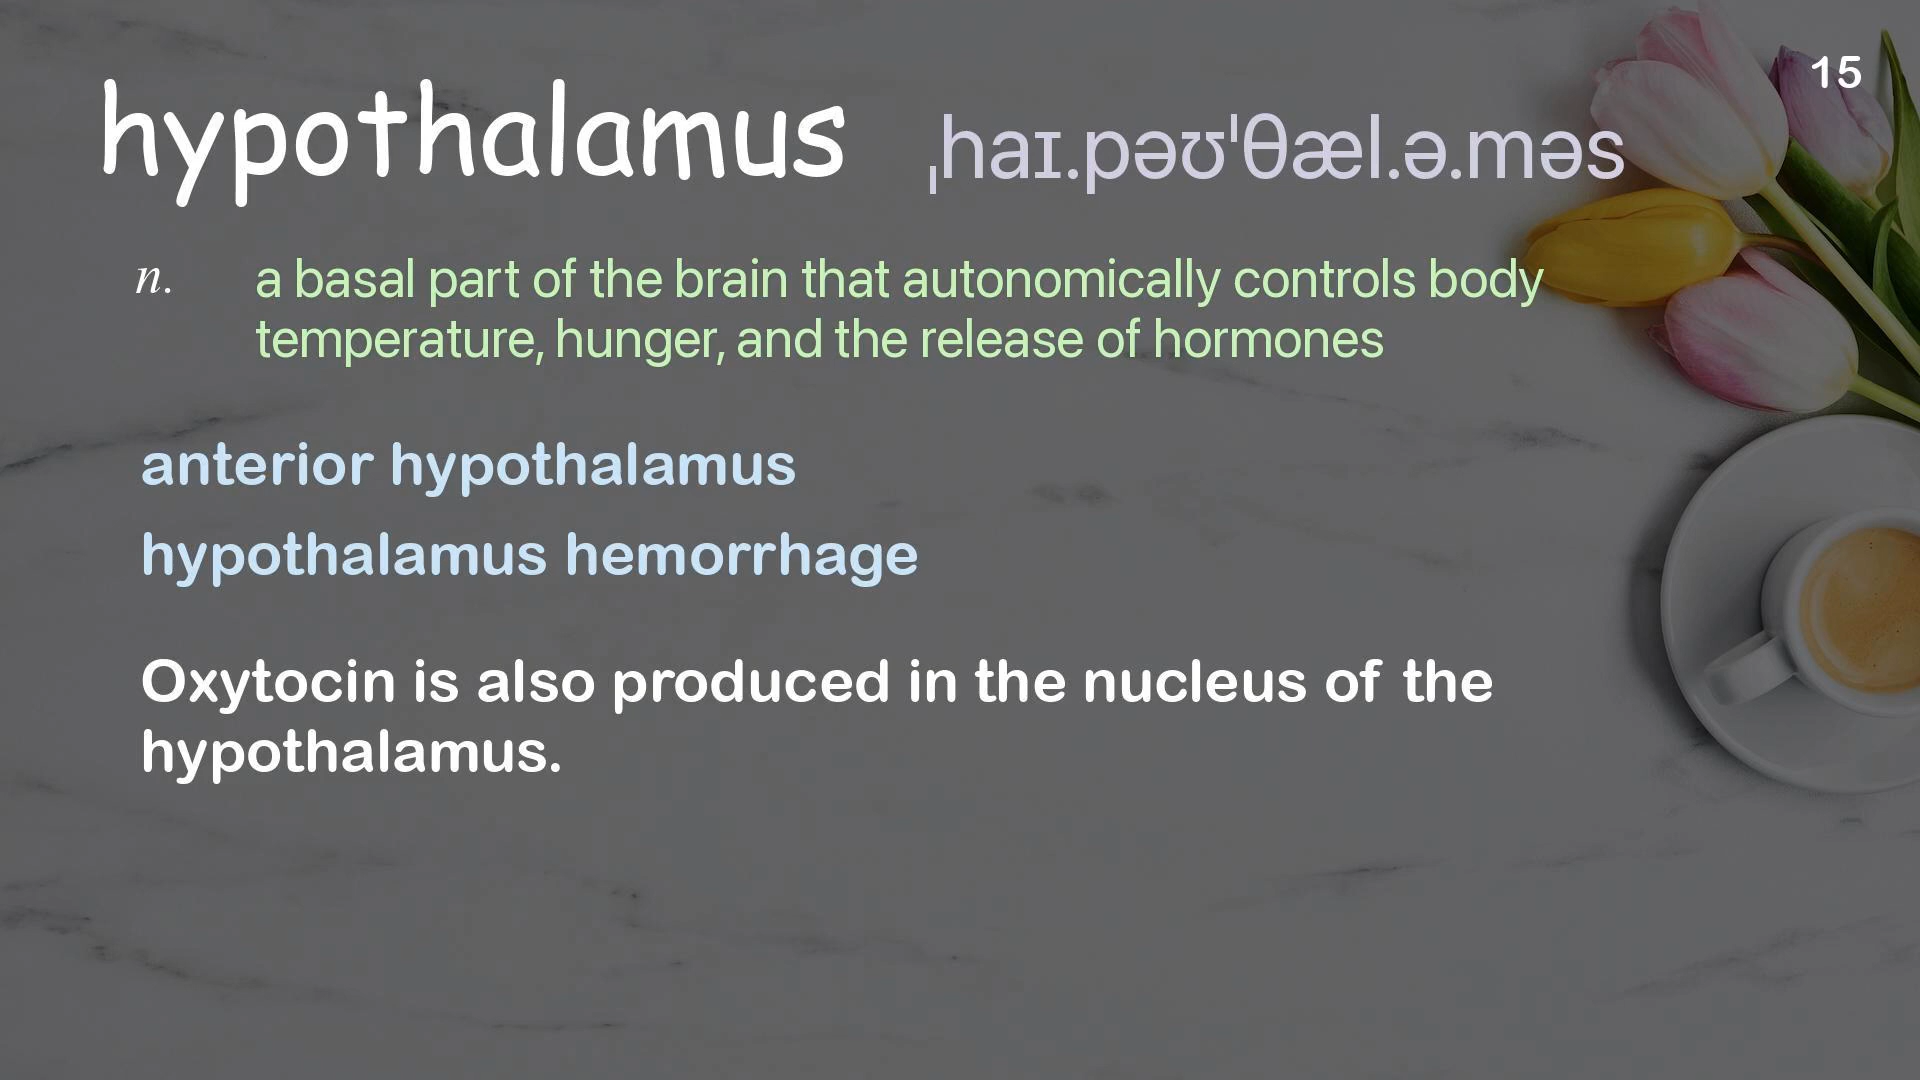 15
hypothalamus ˌhaɪ.pəʊˈθæl.ə.məs
n. a basal part of the brain that autonomically controls body
temperature, hunger, and the release of hormones
anterior hypothalamus
hypothalamus hemorrhage
Oxytocin is also produced in the nucleus of the
hypothalamus.